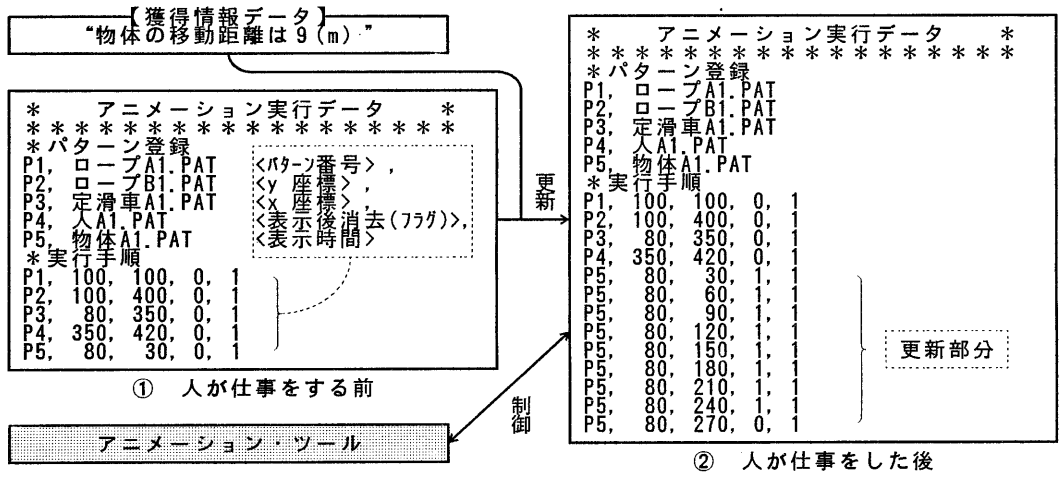 【獲得情報データ】
“物体の移動距離は9(m)”
* アニメーション実行データ *
* * * * * * * * * * * * * * * * * *
*パターン登録
P1, ロープA1.PAT
P2, ロープB1.PAT
P3, 定滑車A1.PAT
P4, 人A1.PAT
P5, 物体A1.PAT
*実行手順
P1, 100, 100, 0, 1
P2, 100, 400, 0, 1
P3, 80, 350, 0, 1
P4, 350, 420, 0, 1
P5, 80, 30, 0, 1
<パターン番号>,
<y 座標>,
<x 座標>,
<表示後消去(フラグ)>,
<表示時間>
① 人が仕事をする前
更新
制御
アニメーション・ツール
* アニメーション実行データ *
* * * * * * * * * * * * * * * * * *
*パターン登録
P1, ロープA1.PAT
P2, ロープB1.PAT
P3, 定滑車A1.PAT
P4, 人A1.PAT
P5, 物体A1.PAT
*実行手順
P1, 100, 100, 0, 1
P2, 100, 400, 0, 1
P3, 80, 350, 0, 1
P4, 350, 420, 0, 1
P5, 80, 30, 1, 1
P5, 80, 60, 1, 1
P5, 80, 90, 1, 1
P5, 80, 120, 1, 1
P5, 80, 150, 1, 1
P5, 80, 180, 1, 1
P5, 80, 210, 1, 1
P5, 80, 240, 1, 1
P5, 80, 270, 0, 1
更新部分
② 人が仕事をした後